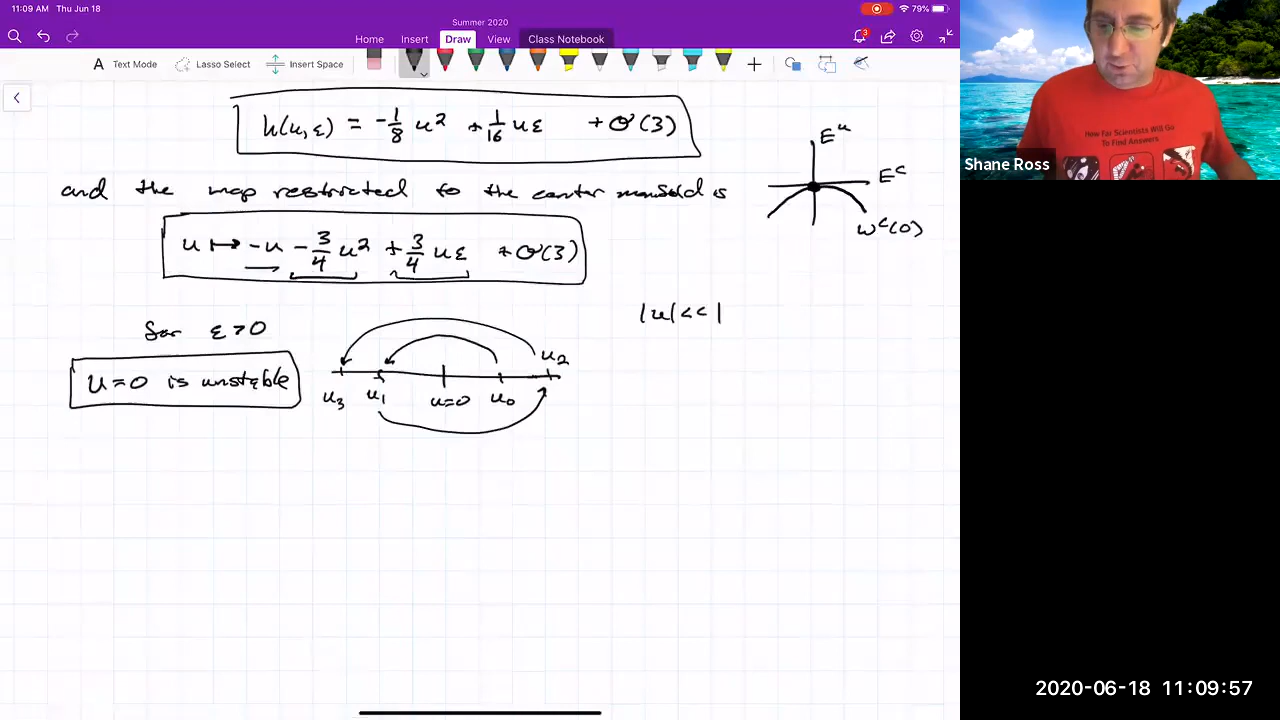 11:09 AM Thu Jun 18
79%
Summer 2020
Home Insert Draw View Class Notebook
3
A Text Mode Lasso Select Insert Space
h(u,ε) = -1/8 u² + 1/16 uε + O(3)
and the map restricted to the center manifold is
u ↦ -u - 3/4 u² + 3/4 uε + O(3)
E^u
E^c
W^c(0)
for ε > 0
|u| << 1
u=0 is unstable
u₂
u₃ u₁ u=0 u₀
Shane Ross
How Far Scientists Will Go
To Find Answers
2020-06-18 11:09:57